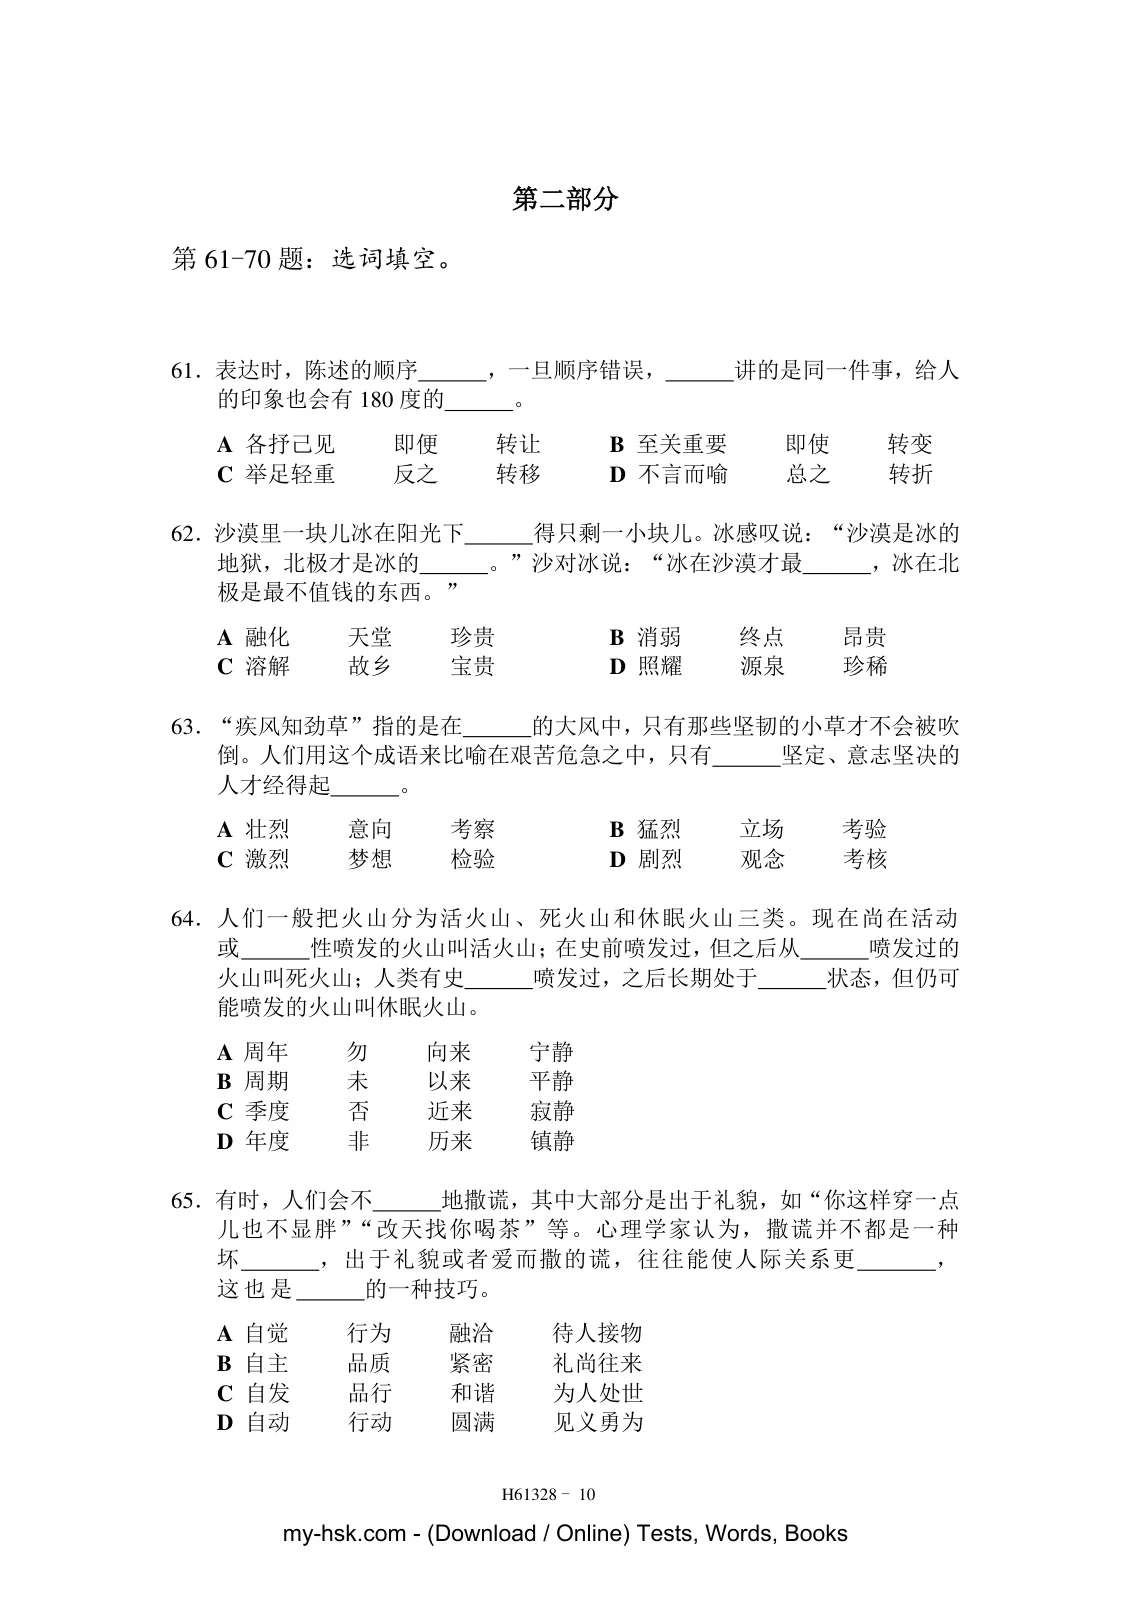 第二部分
第 61-70 题：选词填空。
61．表达时，陈述的顺序______，一旦顺序错误，______讲的是同一件事，给人
的印象也会有 180 度的______。
A 各抒己见 即便 转让 B 至关重要 即使 转变
C 举足轻重 反之 转移 D 不言而喻 总之 转折
62．沙漠里一块儿冰在阳光下______得只剩一小块儿。冰感叹说：“沙漠是冰的
地狱，北极才是冰的______。”沙对冰说：“冰在沙漠才最______，冰在北
极是最不值钱的东西。”
A 融化 天堂 珍贵 B 消弱 终点 昂贵
C 溶解 故乡 宝贵 D 照耀 源泉 珍稀
63．“疾风知劲草”指的是在______的大风中，只有那些坚韧的小草才不会被吹
倒。人们用这个成语来比喻在艰苦危急之中，只有______坚定、意志坚决的
人才经得起______。
A 壮烈 意向 考察 B 猛烈 立场 考验
C 激烈 梦想 检验 D 剧烈 观念 考核
64．人们一般把火山分为活火山、死火山和休眠火山三类。现在尚在活动
或______性喷发的火山叫活火山；在史前喷发过，但之后从______喷发过的
火山叫死火山；人类有史______喷发过，之后长期处于______状态，但仍可
能喷发的火山叫休眠火山。
A 周年 勿 向来 宁静
B 周期 未 以来 平静
C 季度 否 近来 寂静
D 年度 非 历来 镇静
65．有时，人们会不______地撒谎，其中大部分是出于礼貌，如“你这样穿一点
儿也不显胖”“改天找你喝茶”等。心理学家认为，撒谎并不都是一种
坏_______，出于礼貌或者爱而撒的谎，往往能使人际关系更_______，
这也是______的一种技巧。
A 自觉 行为 融洽 待人接物
B 自主 品质 紧密 礼尚往来
C 自发 品行 和谐 为人处世
D 自动 行动 圆满 见义勇为
H61328 - 10
my-hsk.com - (Download / Online) Tests, Words, Books